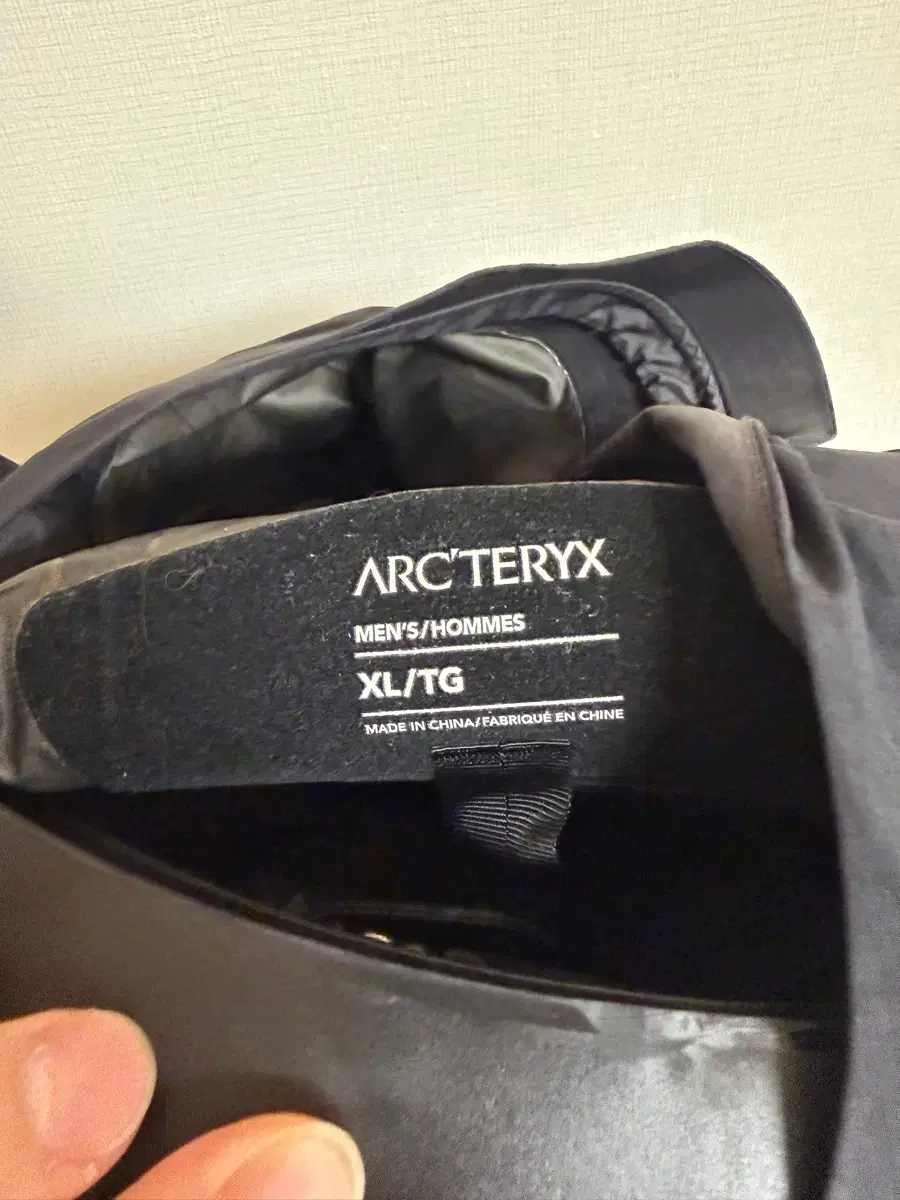 ARC'TERYX
MEN'S/HOMMES
XL/TG
MADE IN CHINA/FABRIQUÉ EN CHINE